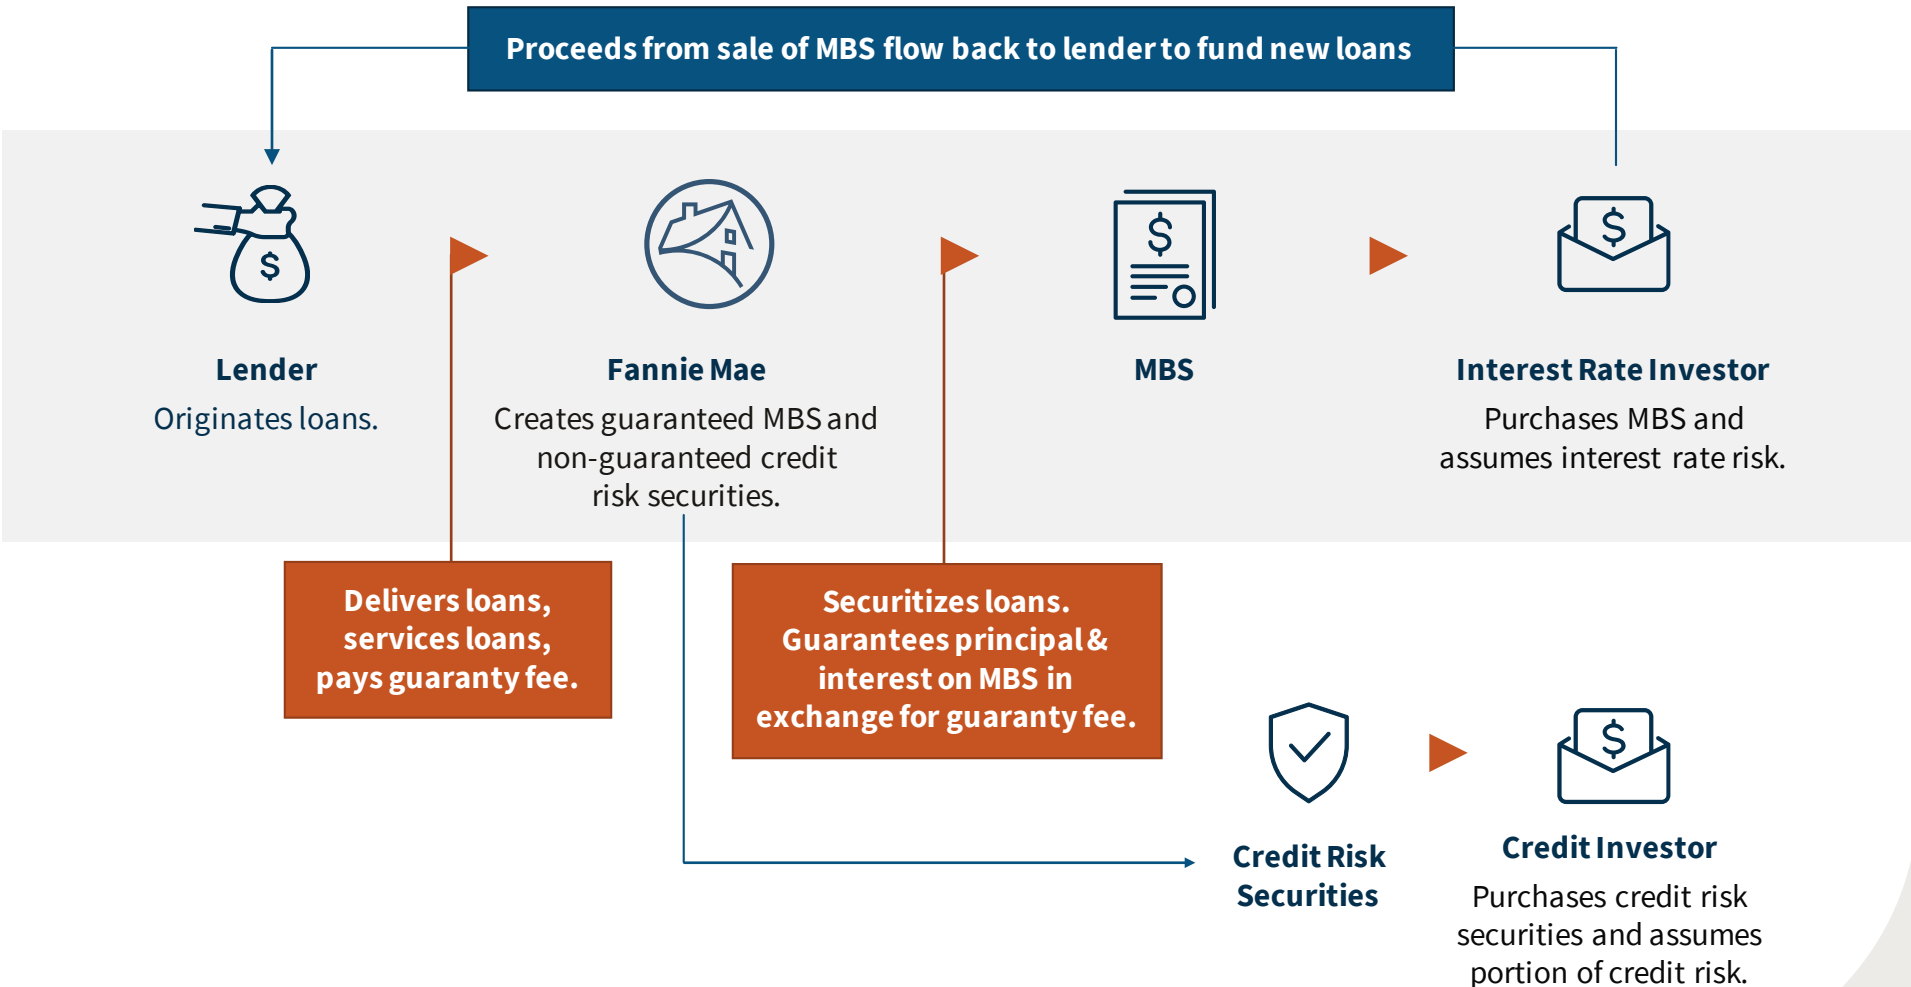 Proceeds from sale of MBS flow back to lender to fund new loans
$
$
$
Lender
Originates loans.
Fannie Mae
Creates guaranteed MBS and
non-guaranteed credit
risk securities.
MBS
Interest Rate Investor
Purchases MBS and
assumes interest rate risk.
Delivers loans,
services loans,
pays guaranty fee.
Securitizes loans.
Guarantees principal &
interest on MBS in
exchange for guaranty fee.
$
Credit Risk
Securities
Credit Investor
Purchases credit risk
securities and assumes
portion of credit risk.